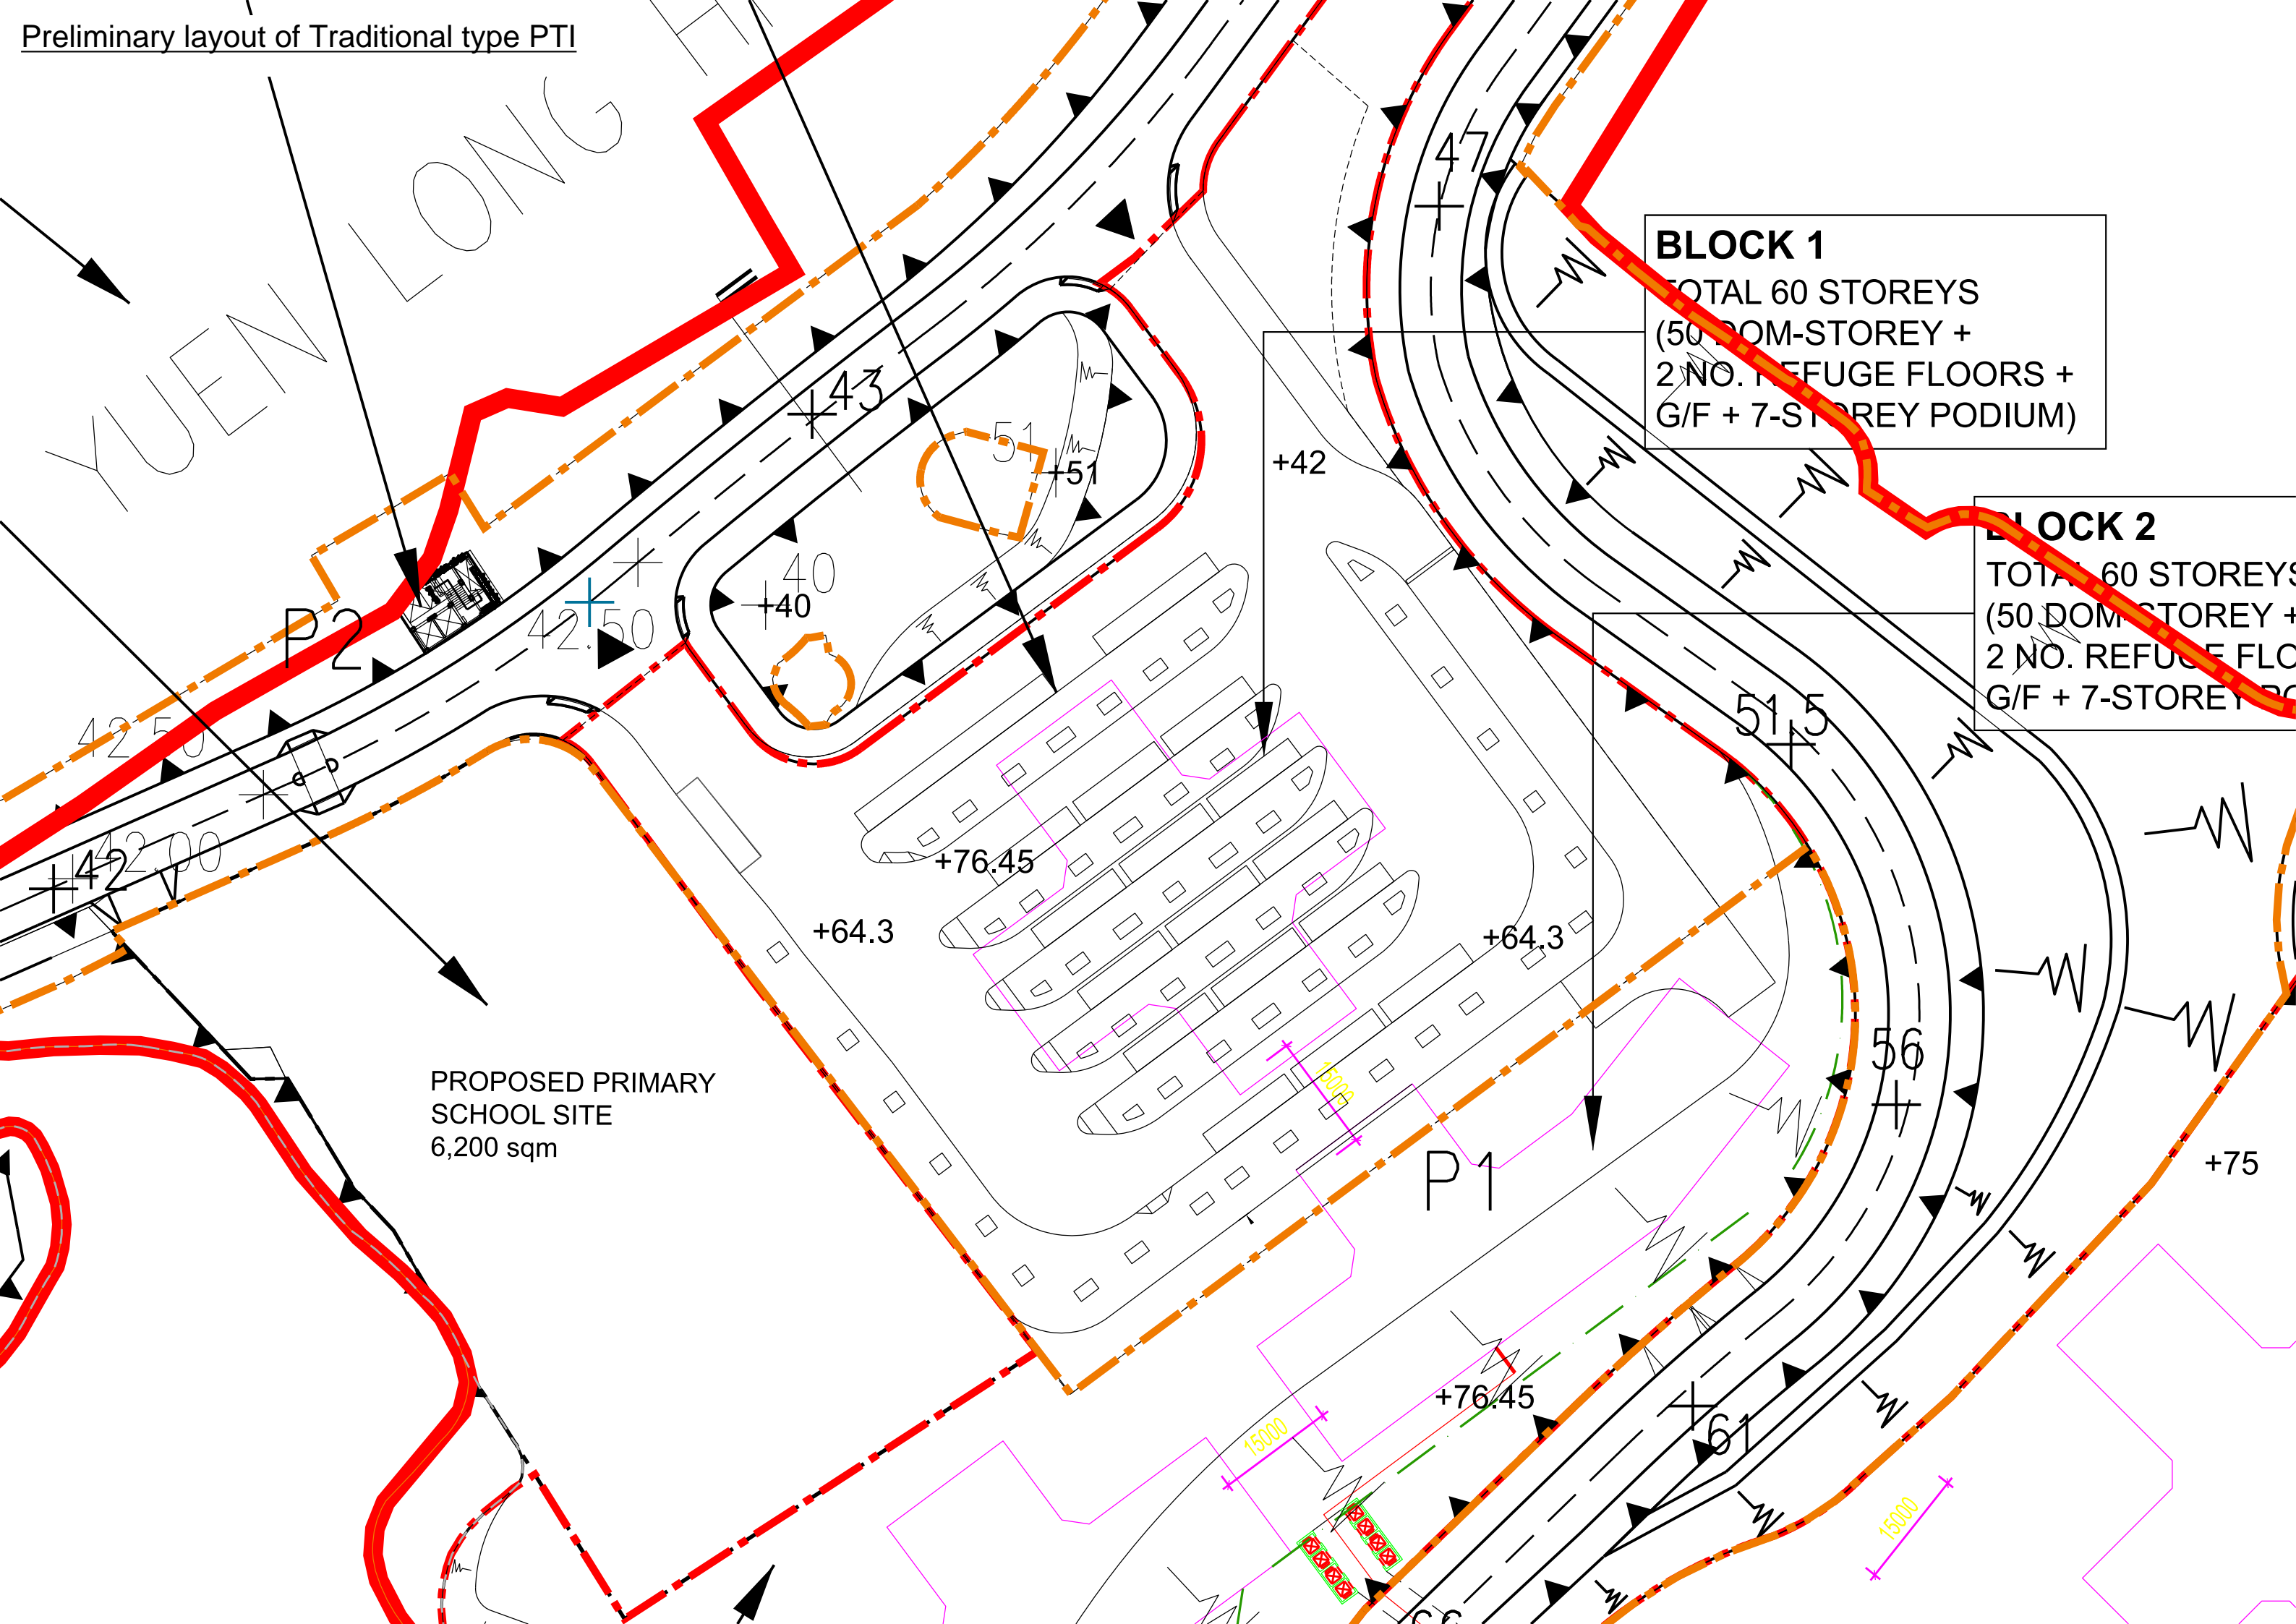 Preliminary layout of Traditional type PTI
YUEN LONG H
47
BLOCK 1
TOTAL 60 STOREYS
(50 DOM-STOREY +
2 NO. REFUGE FLOORS +
G/F + 7-STOREY PODIUM)
43
51
+51
+42
BLOCK 2
TOTAL 60 STOREYS
(50 DOM-STOREY +
2 NO. REFUGE FLO
G/F + 7-STOREY PO
40
+40
P2
42.50
42.50
51.5
42
42.00
+76.45
+64.3
+64.3
56
PROPOSED PRIMARY
SCHOOL SITE
6,200 sqm
15000
P1
+75
+76.45
15000
61
15000
66